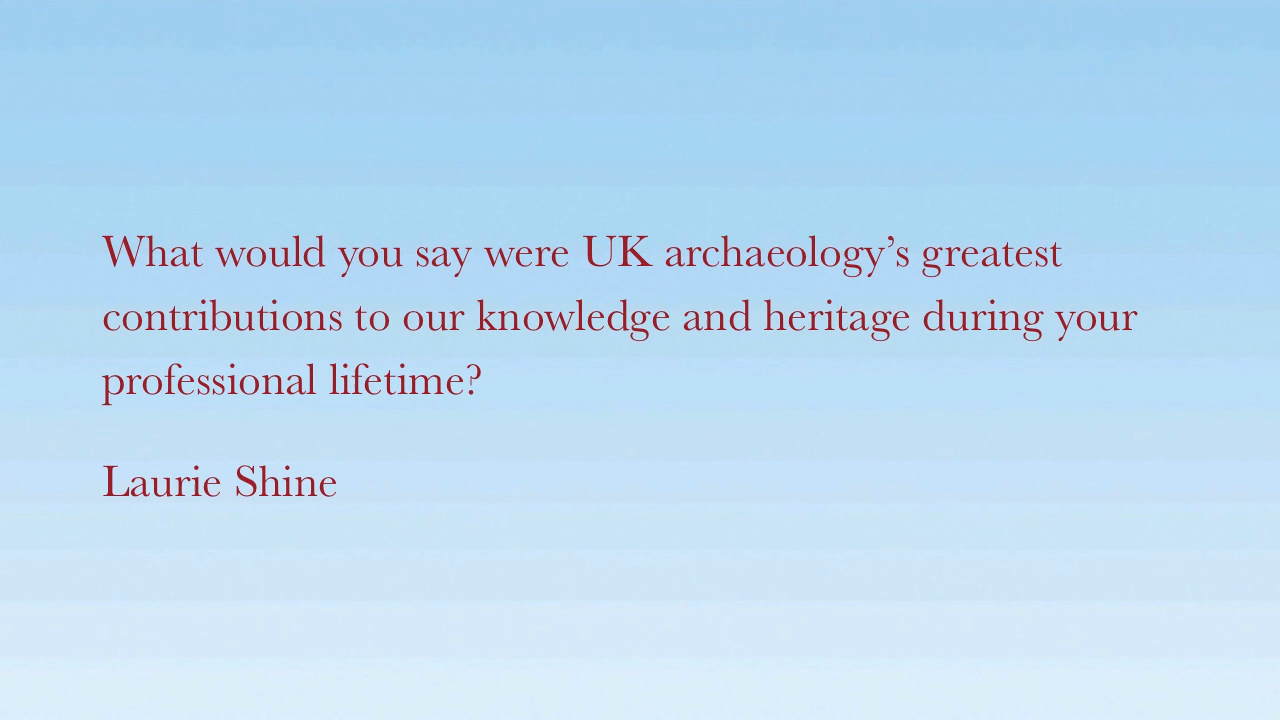 What would you say were UK archaeology’s greatest
contributions to our knowledge and heritage during your
professional lifetime?
Laurie Shine